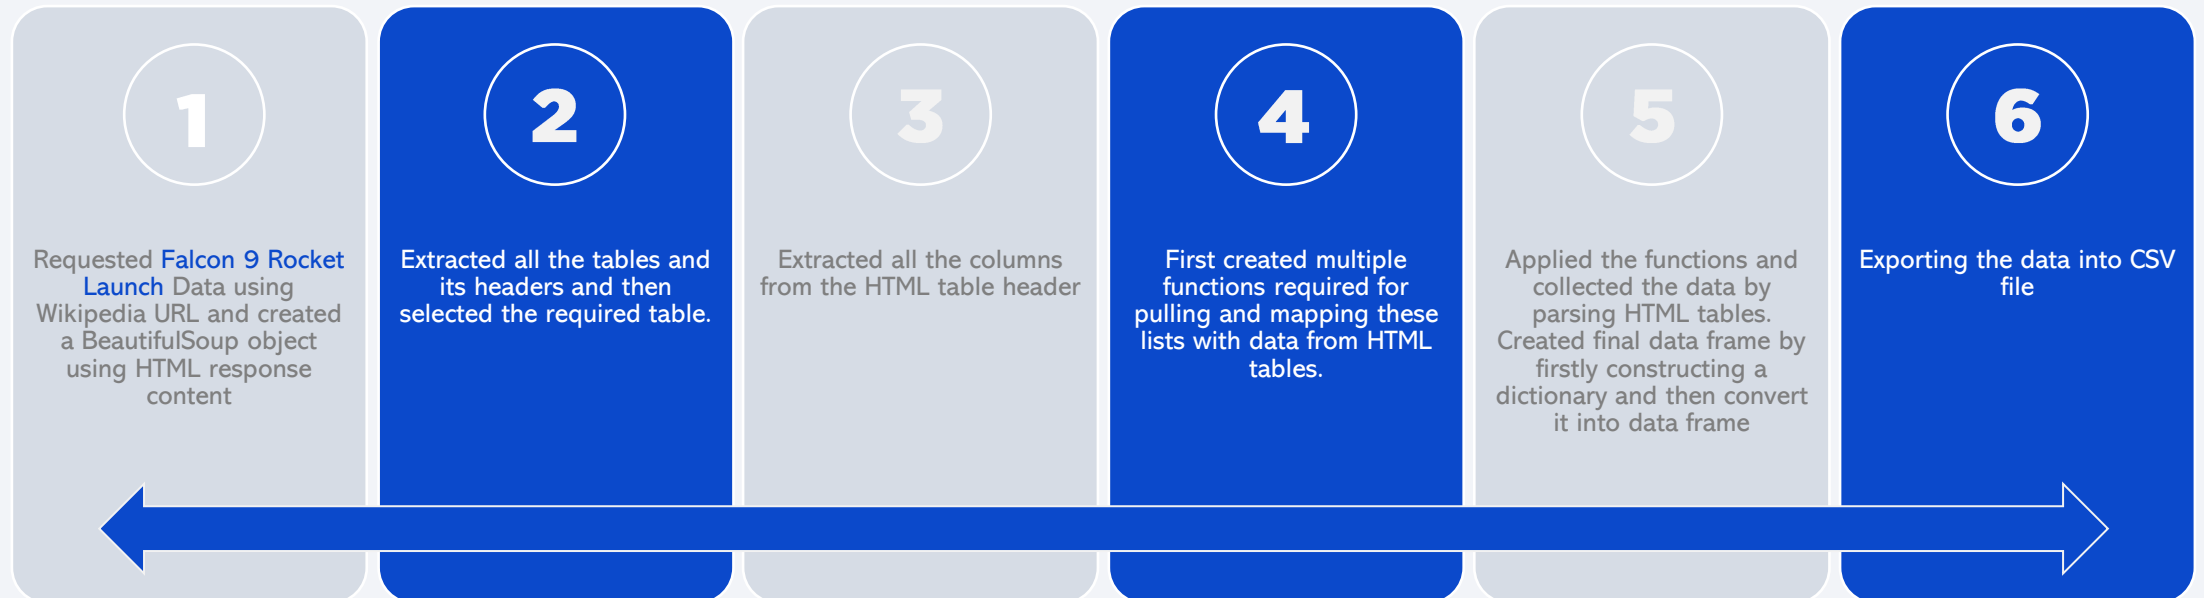 1
Requested Falcon 9 Rocket
Launch Data using
Wikipedia URL and created
a BeautifulSoup object
using HTML response
content
2
Extracted all the tables and
its headers and then
selected the required table.
3
Extracted all the columns
from the HTML table header
4
First created multiple
functions required for
pulling and mapping these
lists with data from HTML
tables.
5
Applied the functions and
collected the data by
parsing HTML tables.
Created final data frame by
firstly constructing a
dictionary and then convert
it into data frame
6
Exporting the data into CSV
file